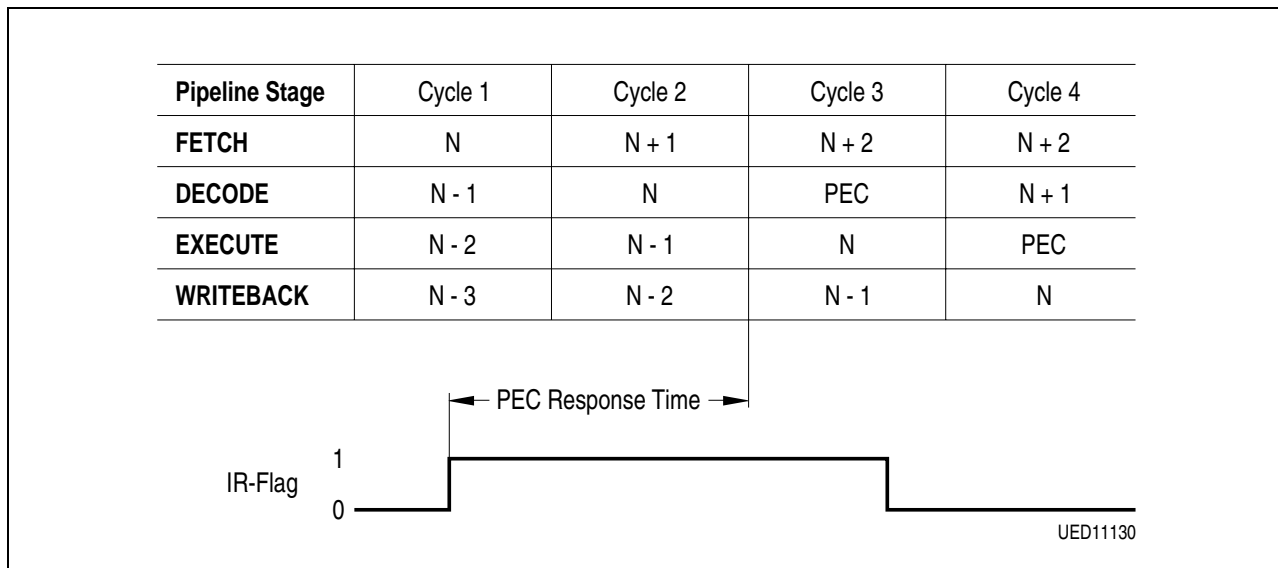 Pipeline Stage Cycle 1 Cycle 2 Cycle 3 Cycle 4
FETCH N N + 1 N + 2 N + 2
DECODE N - 1 N PEC N + 1
EXECUTE N - 2 N - 1 N PEC
WRITEBACK N - 3 N - 2 N - 1 N
PEC Response Time
1
IR-Flag
0
UED11130